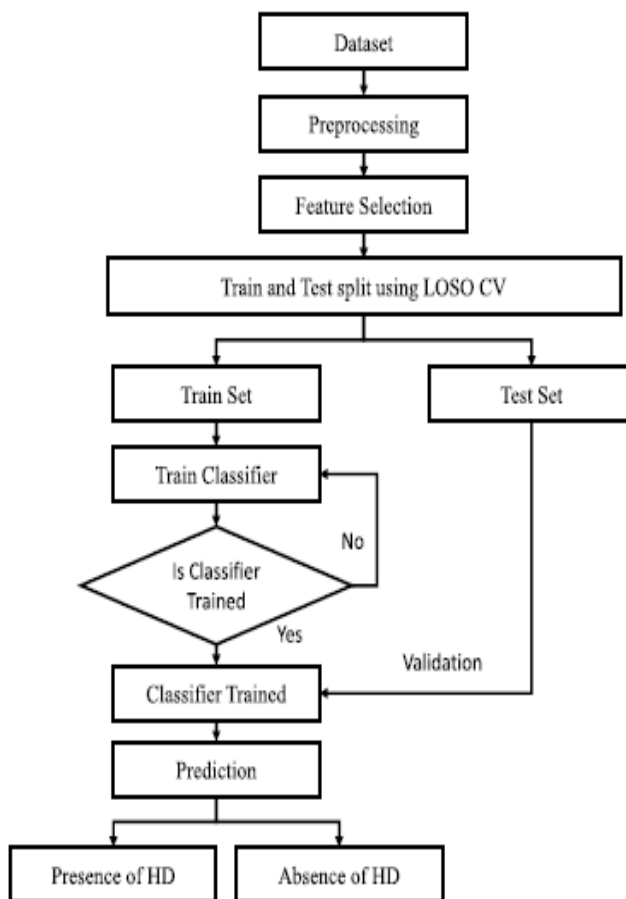 Dataset
Preprocessing
Feature Selection
Train and Test split using LOSO CV
Train Set
Test Set
Train Classifier
No
Is Classifier
Trained
Yes
Validation
Classifier Trained
Prediction
Presence of HD
Absence of HD